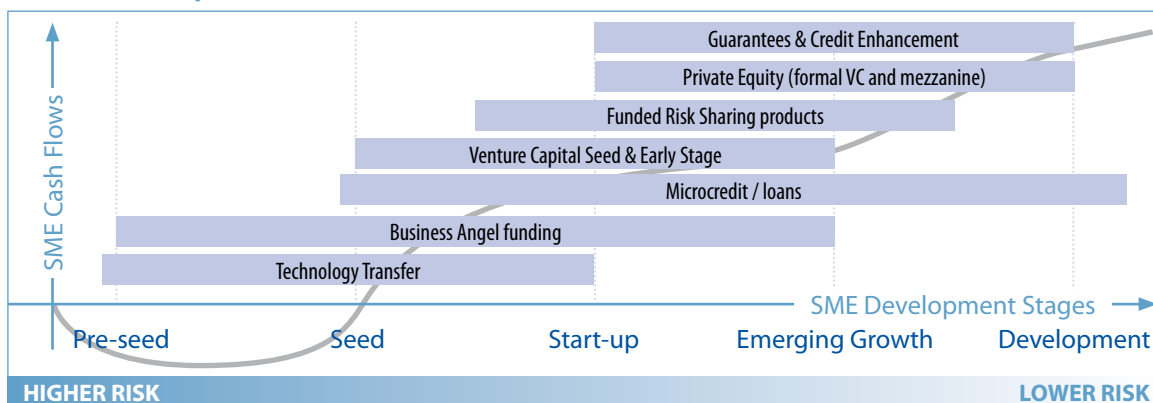 SME Cash Flows
Guarantees & Credit Enhancement
Private Equity (formal VC and mezzanine)
Funded Risk Sharing products
Venture Capital Seed & Early Stage
Microcredit / loans
Business Angel funding
Technology Transfer
SME Development Stages
Pre-seed Seed Start-up Emerging Growth Development
HIGHER RISK LOWER RISK